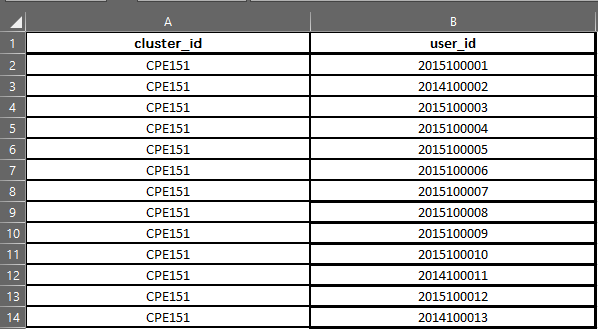 A B
1 cluster_id user_id
2 CPE151 2015100001
3 CPE151 2014100002
4 CPE151 2015100003
5 CPE151 2015100004
6 CPE151 2015100005
7 CPE151 2015100006
8 CPE151 2015100007
9 CPE151 2015100008
10 CPE151 2015100009
11 CPE151 2015100010
12 CPE151 2014100011
13 CPE151 2015100012
14 CPE151 2014100013